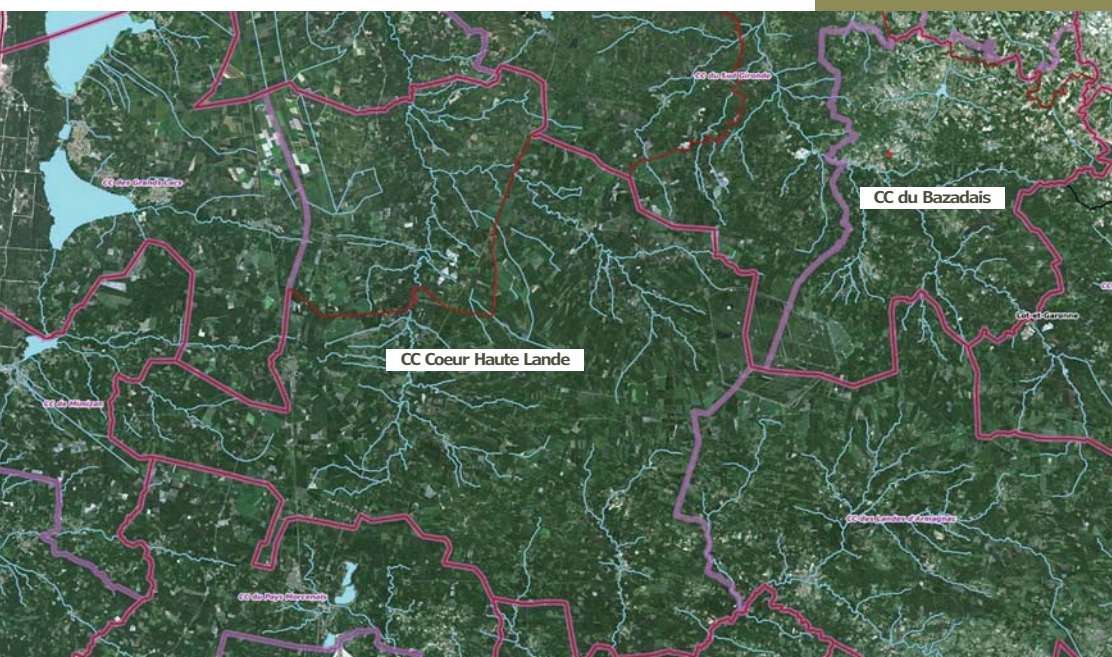 CC du Sud Gironde
CC des Grands Lacs
CC du Bazadais
Lot-et-Garonne
CC Coeur Haute Lande
CC de Mimizan
CC des Landes d'Armagnac
CC du Pays Morcenais